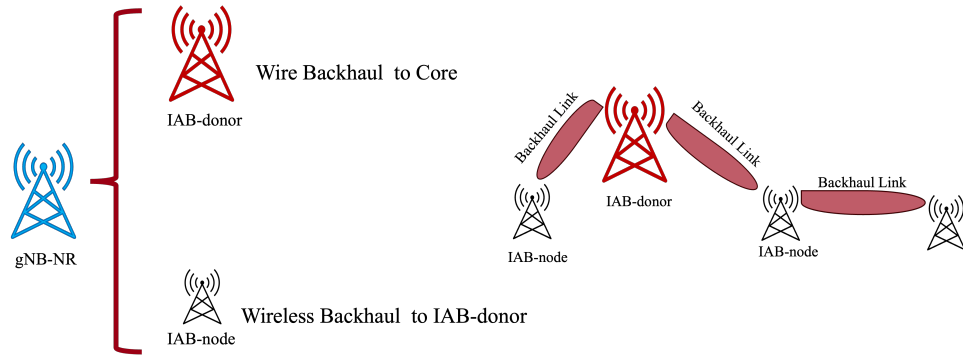 gNB-NR
IAB-donor
Wire Backhaul to Core
IAB-node
Wireless Backhaul to IAB-donor
Backhaul Link
IAB-node
IAB-donor
Backhaul Link
IAB-node
Backhaul Link